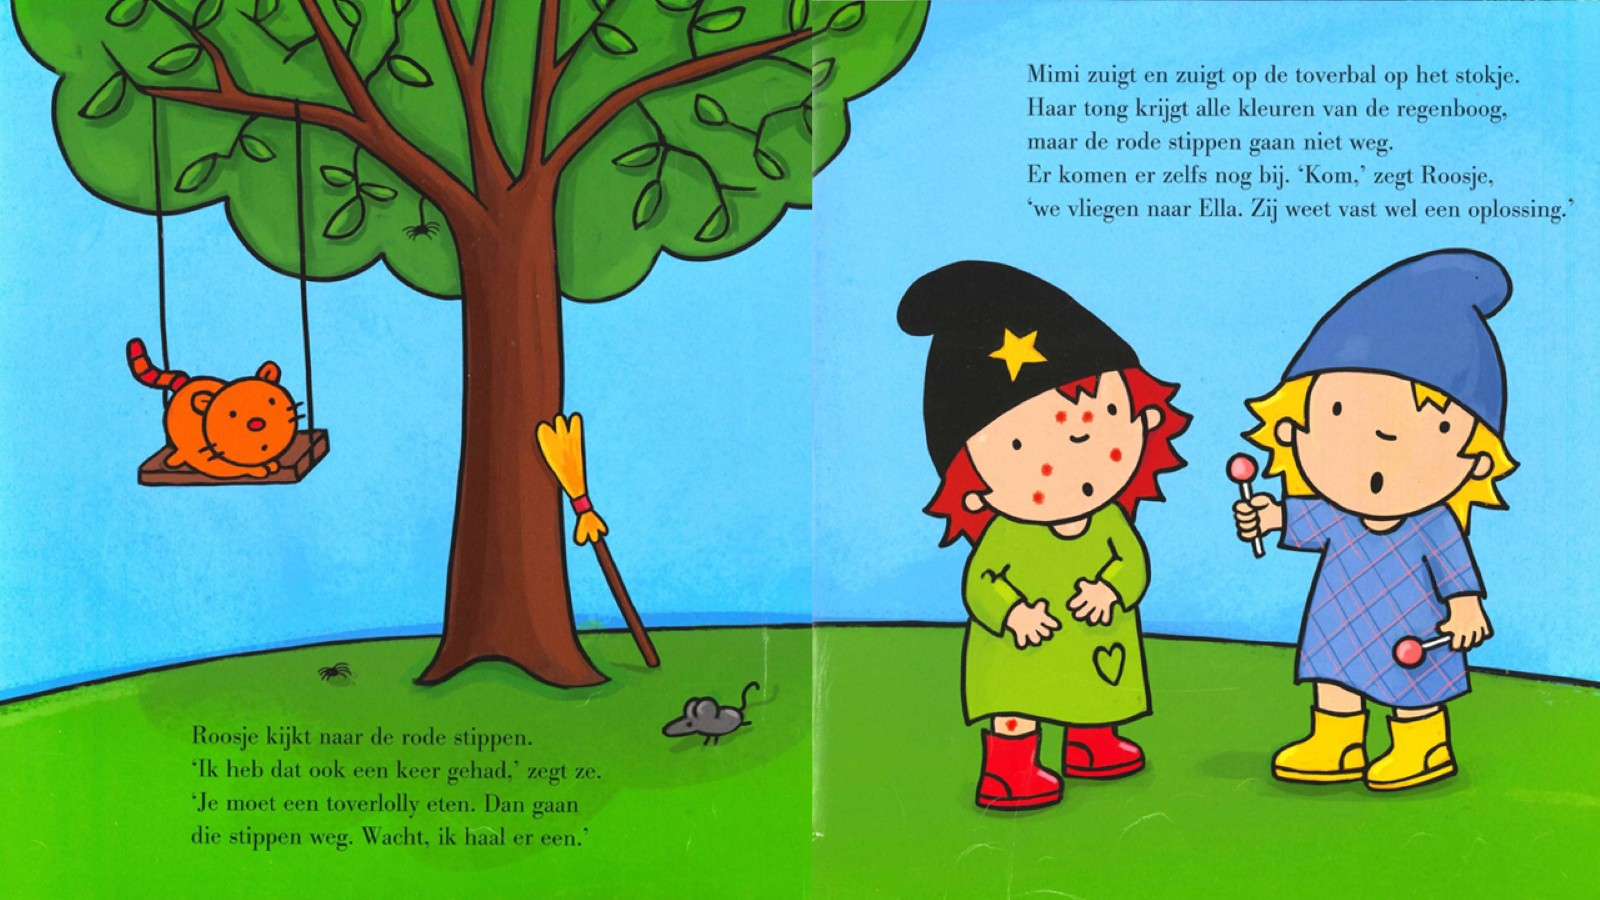 Roosje kijkt naar de rode stippen.
‘Ik heb dat ook een keer gehad,’ zegt ze.
‘Je moet een toverlolly eten. Dan gaan
die stippen weg. Wacht, ik haal er een.’
Mimi zuigt en zuigt op de toverbal op het stokje.
Haar tong krijgt alle kleuren van de regenboog,
maar de rode stippen gaan niet weg.
Er komen er zelfs nog bij. ‘Kom,’ zegt Roosje,
‘we vliegen naar Ella. Zij weet vast wel een oplossing.’